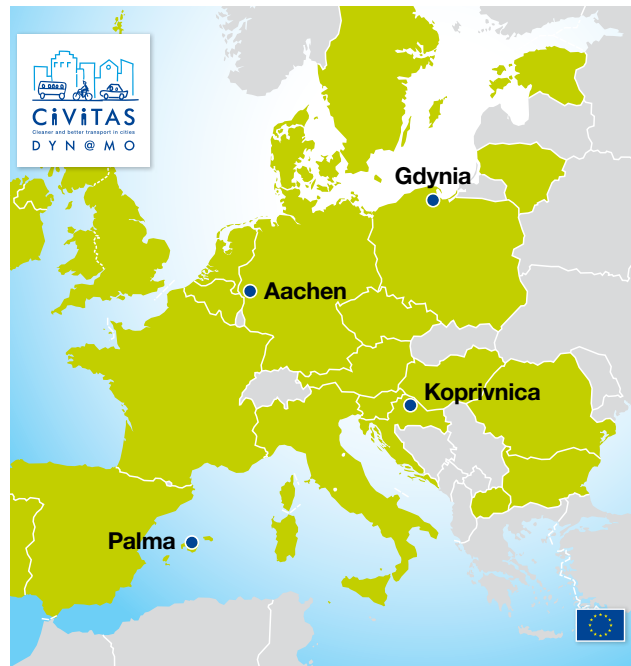 CiViTAS
Cleaner and better transport in cities
DYN@MO
Gdynia
Aachen
Koprivnica
Palma